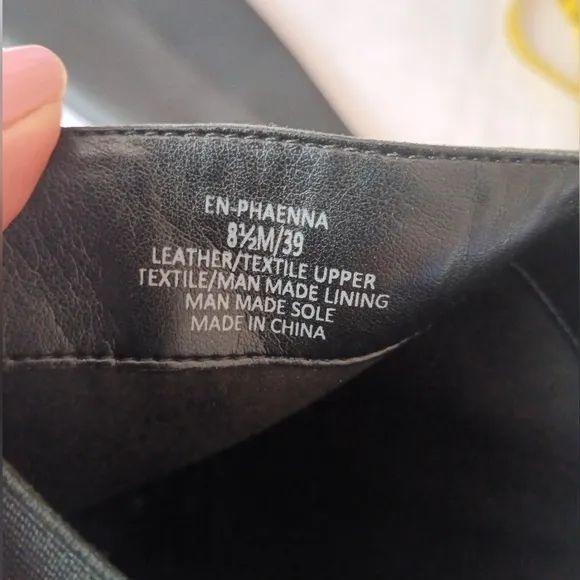 EN-PHAENNA
8½M/39
LEATHER/TEXTILE UPPER
TEXTILE/MAN MADE LINING
MAN MADE SOLE
MADE IN CHINA